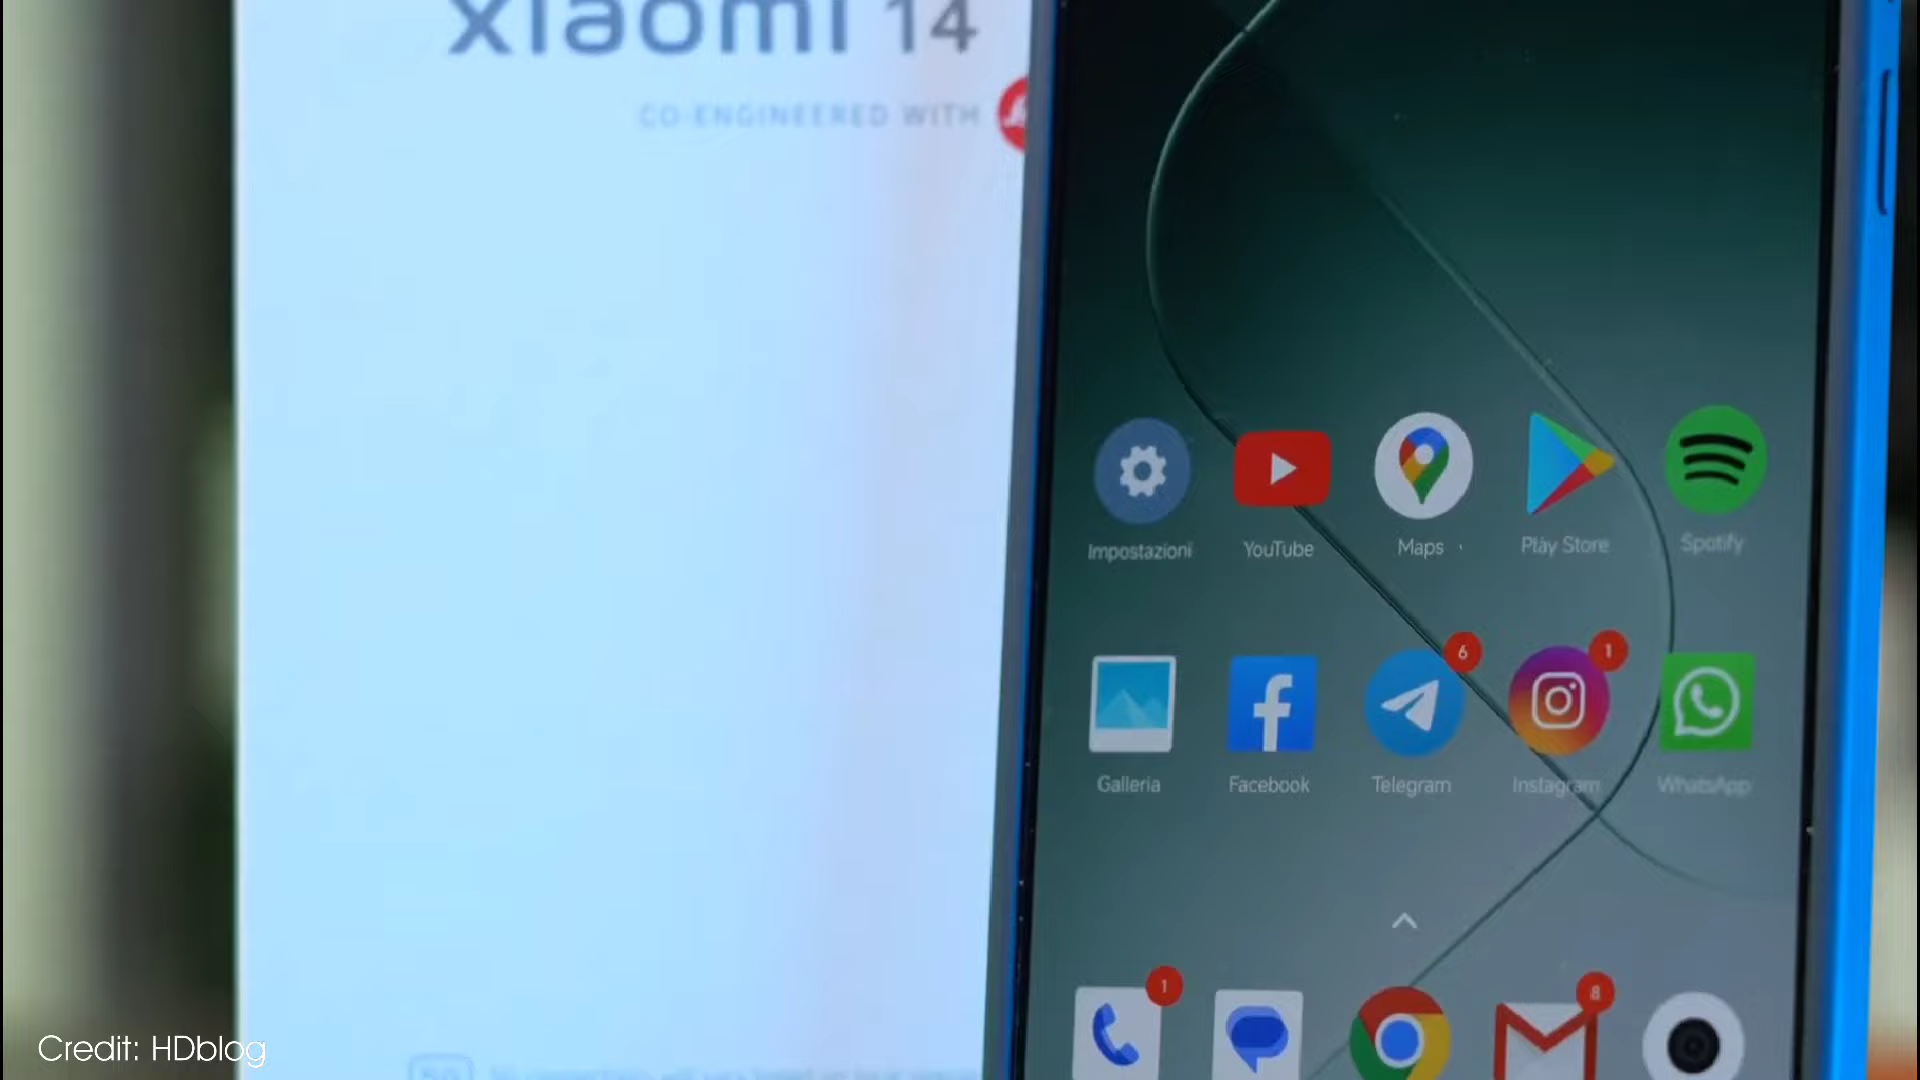 xiaomi 14
CO-ENGINEERED WITH
Impostazioni YouTube Maps Play Store Spotify
6 1
Galleria Facebook Telegram Instagram WhatsApp
1 8
5G
Credit: HDblog